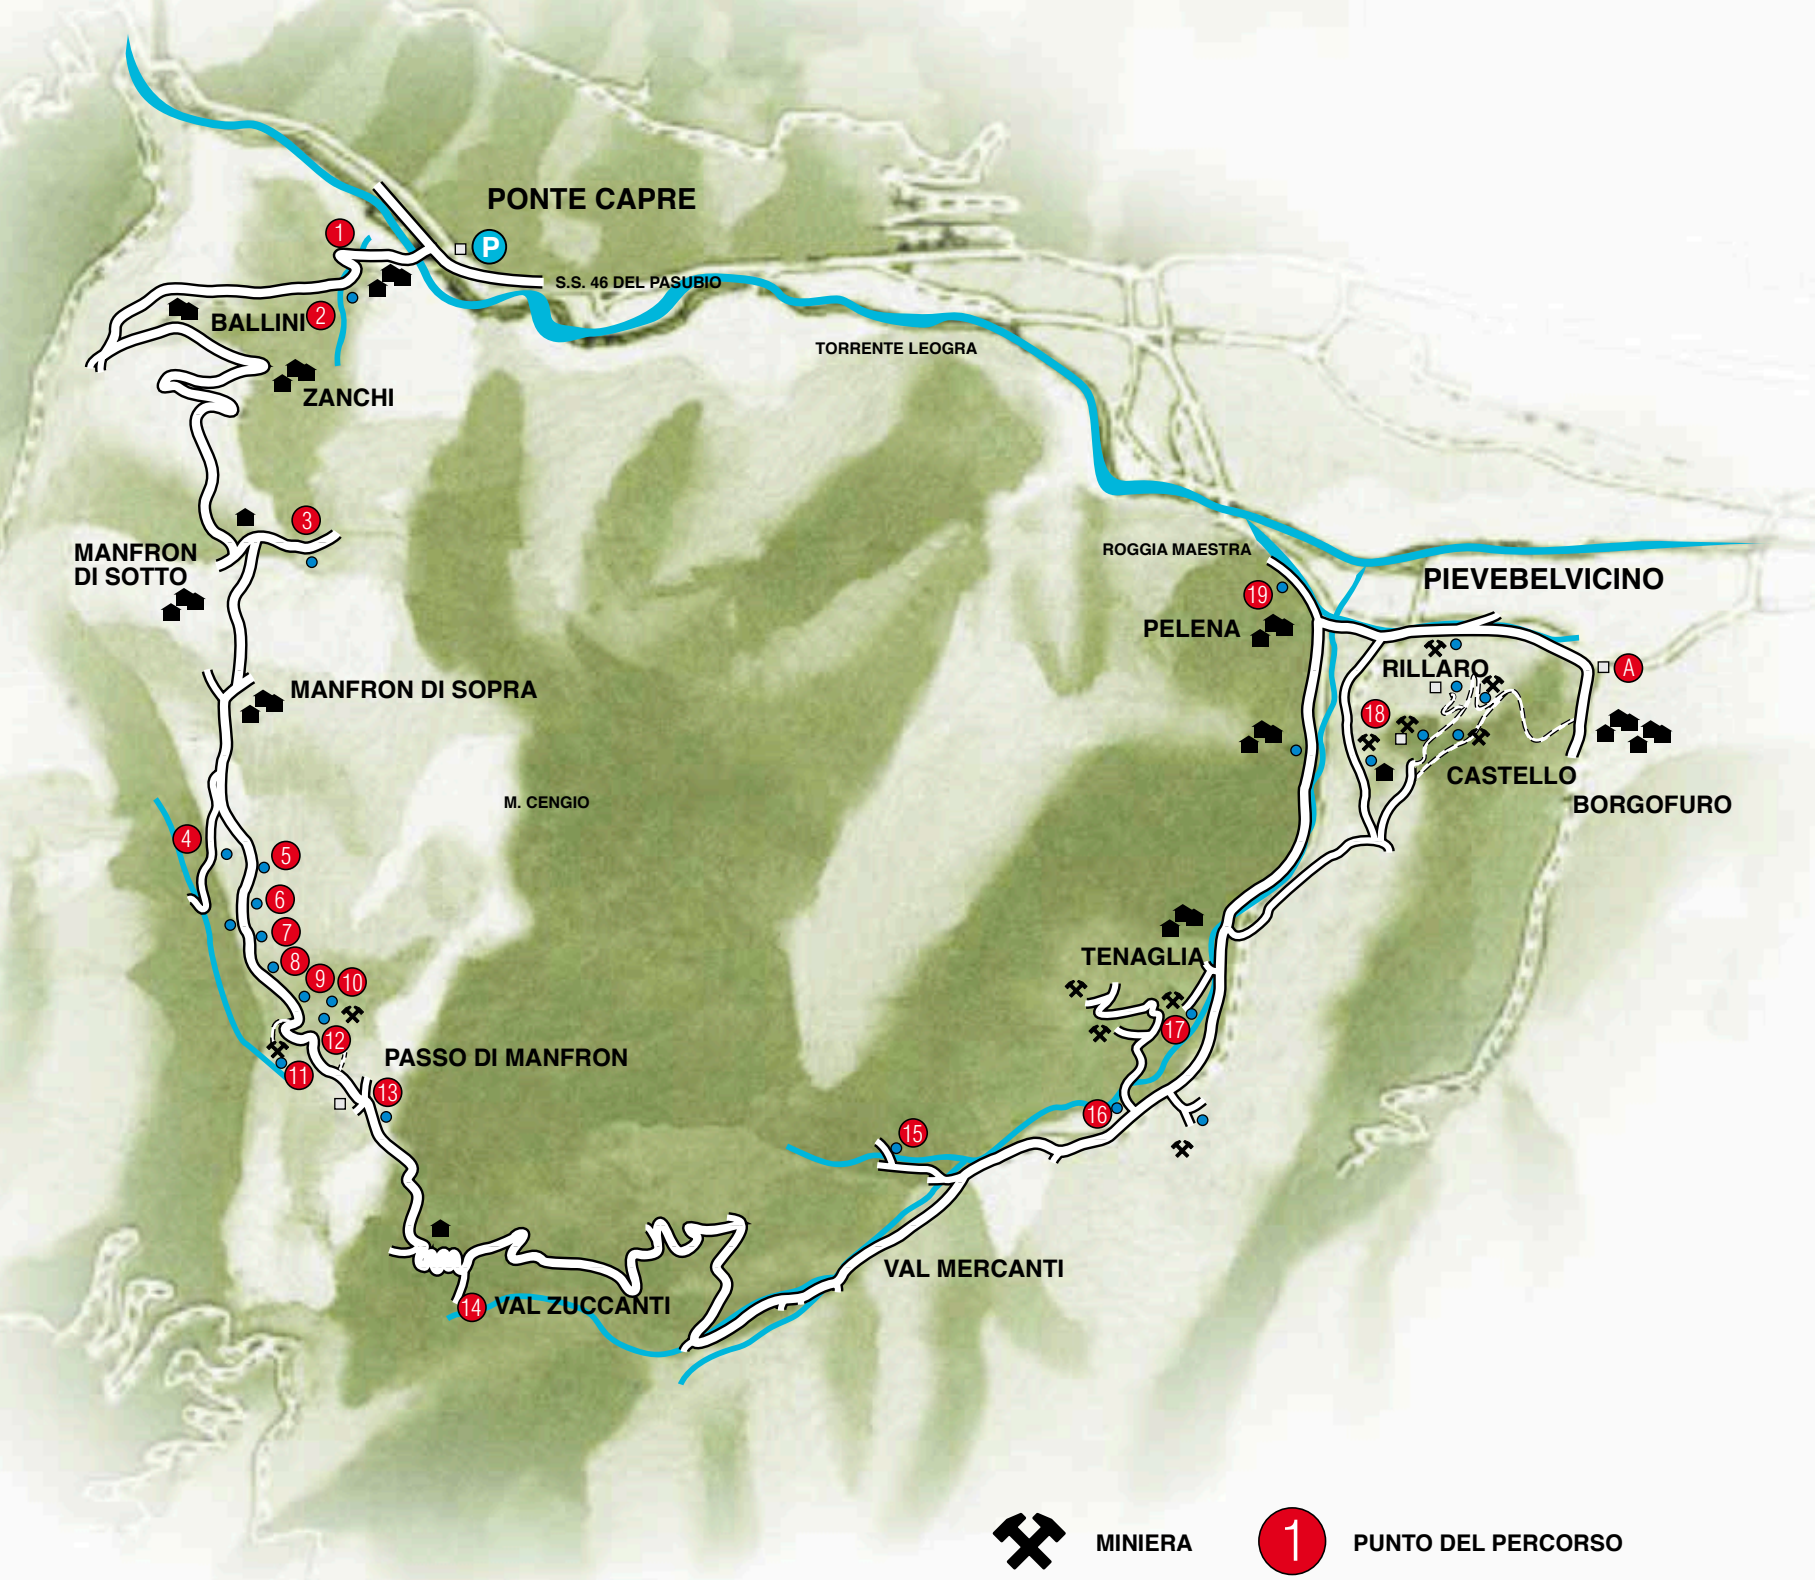 PONTE CAPRE
1
P
S.S. 46 DEL PASUBIO
BALLINI
2
TORRENTE LEOGRA
ZANCHI
3
MANFRON
DI SOTTO
ROGGIA MAESTRA
PIEVEBELVICINO
19
PELENA
RILLARO
A
MANFRON DI SOPRA
18
CASTELLO
M. CENGIO
BORGOFURO
4
5
6
7
8
9
10
TENAGLIA
17
12
PASSO DI MANFRON
11
13
16
15
VAL MERCANTI
14
VAL ZUCCANTI
MINIERA
1
PUNTO DEL PERCORSO